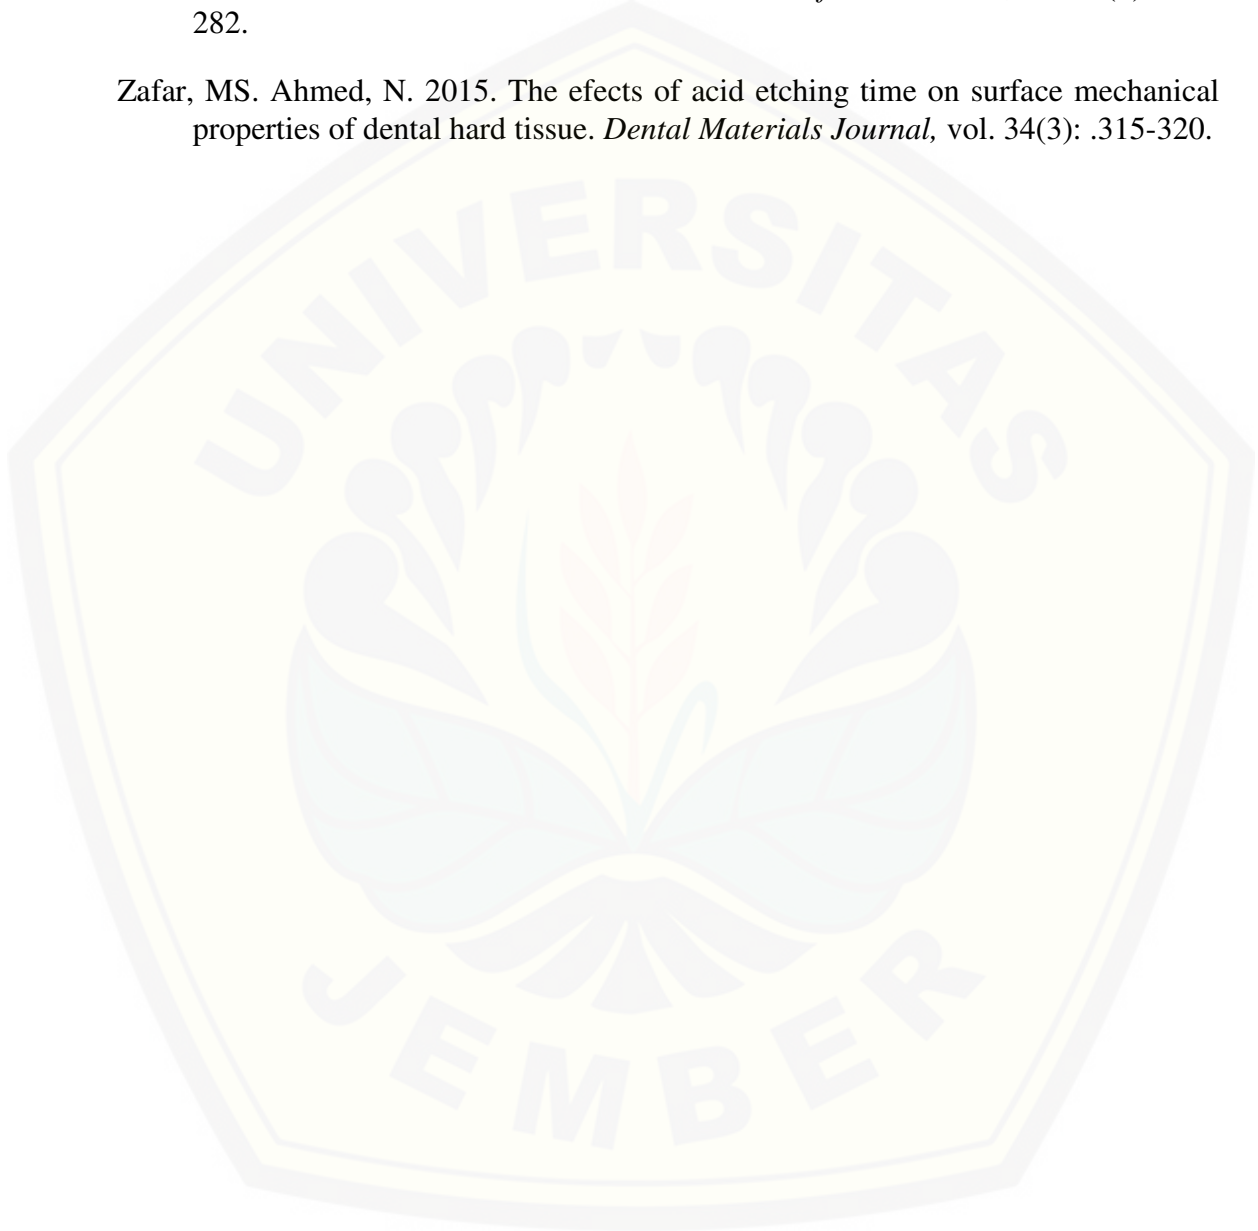 282.
Zafar, MS. Ahmed, N. 2015. The efects of acid etching time on surface mechanical
properties of dental hard tissue. Dental Materials Journal, vol. 34(3): .315-320.
UNIVERSITAS
JEMBER